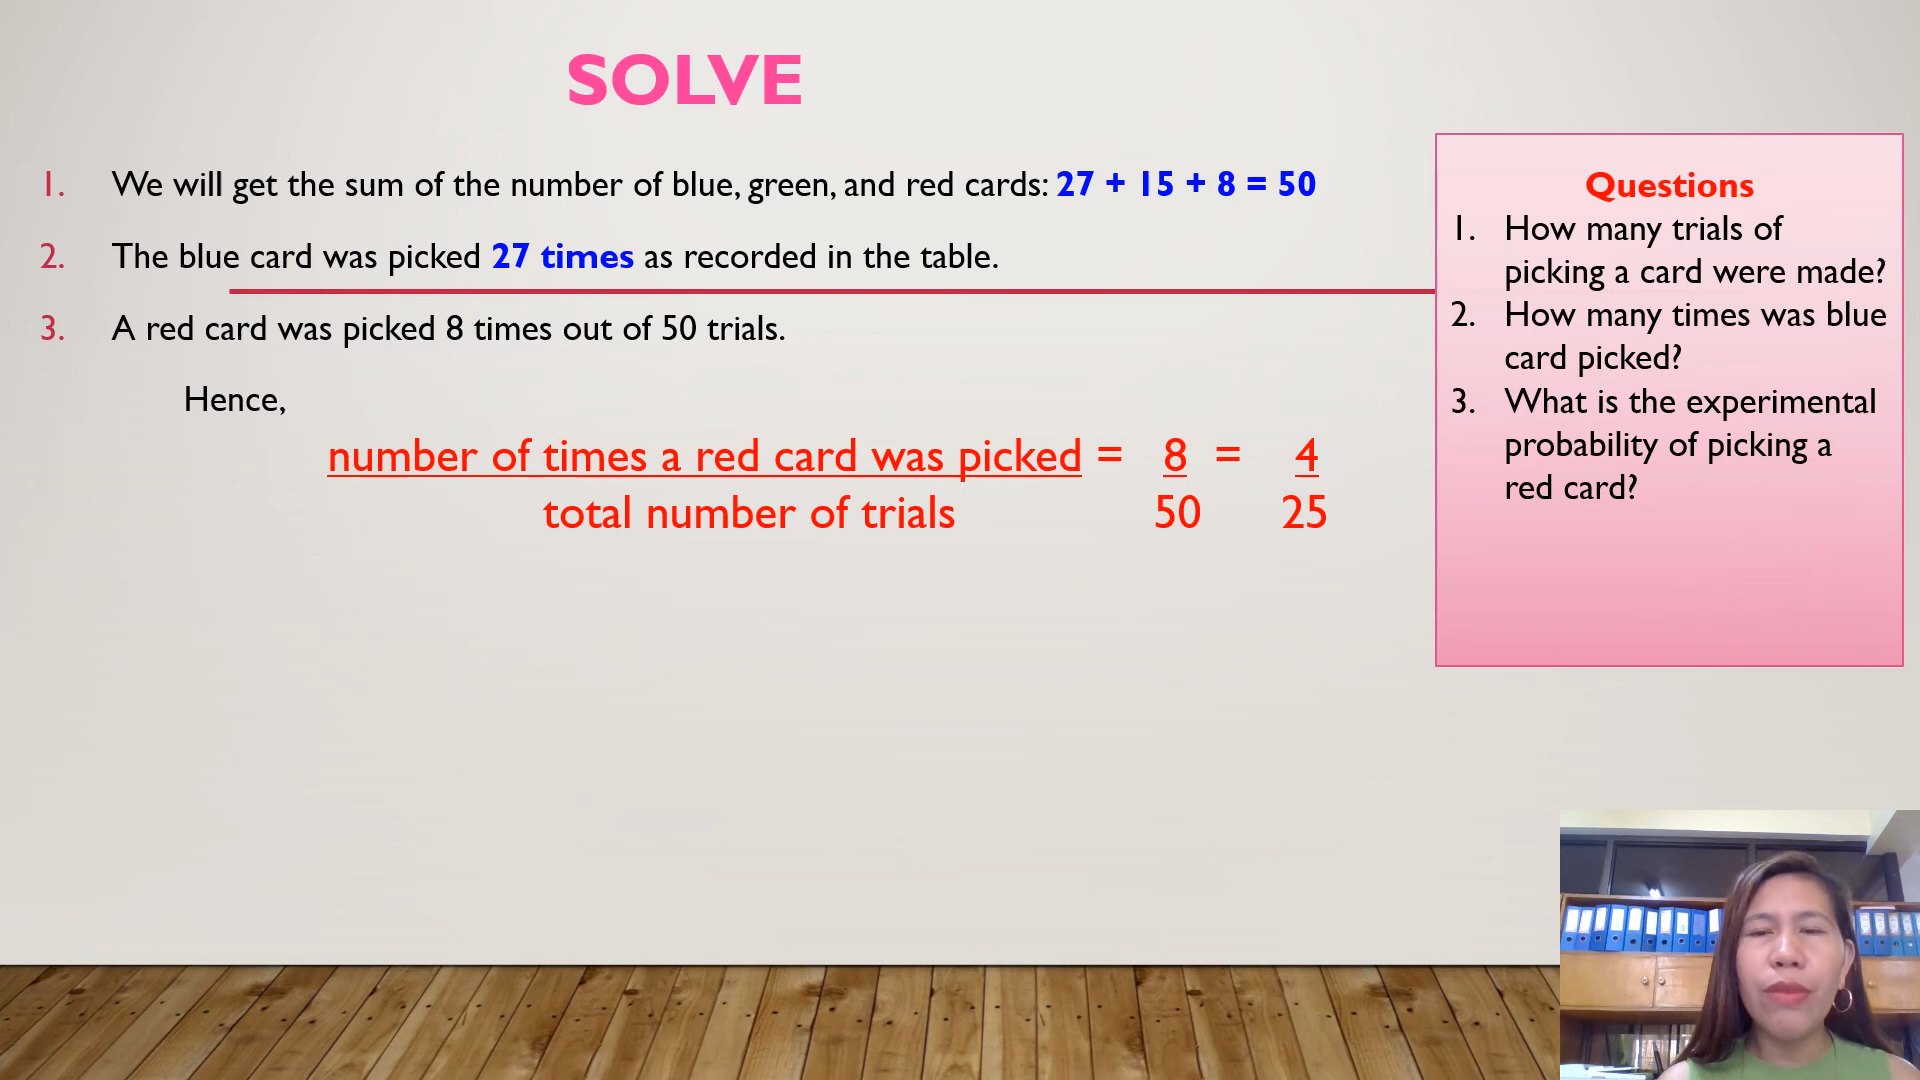 SOLVE
1. We will get the sum of the number of blue, green, and red cards: 27 + 15 + 8 = 50
2. The blue card was picked 27 times as recorded in the table.
3. A red card was picked 8 times out of 50 trials.
Hence,
number of times a red card was picked = 8 = 4
total number of trials 50 25
Questions
1. How many trials of
picking a card were made?
2. How many times was blue
card picked?
3. What is the experimental
probability of picking a
red card?